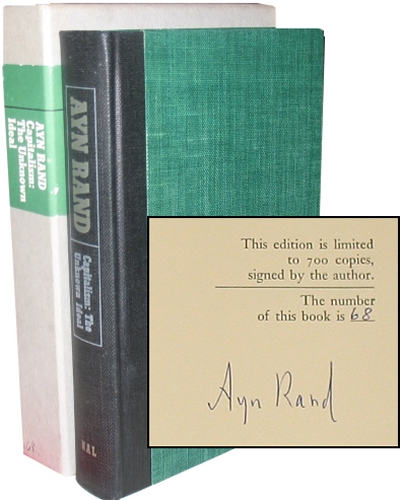 AYN RAND
Capitalism:
The Unknown
Ideal
68
AYN RAND
Capitalism: The
Unknown Ideal
NAL
This edition is limited
to 700 copies,
signed by the author.
The number
of this book is 68
Ayn Rand